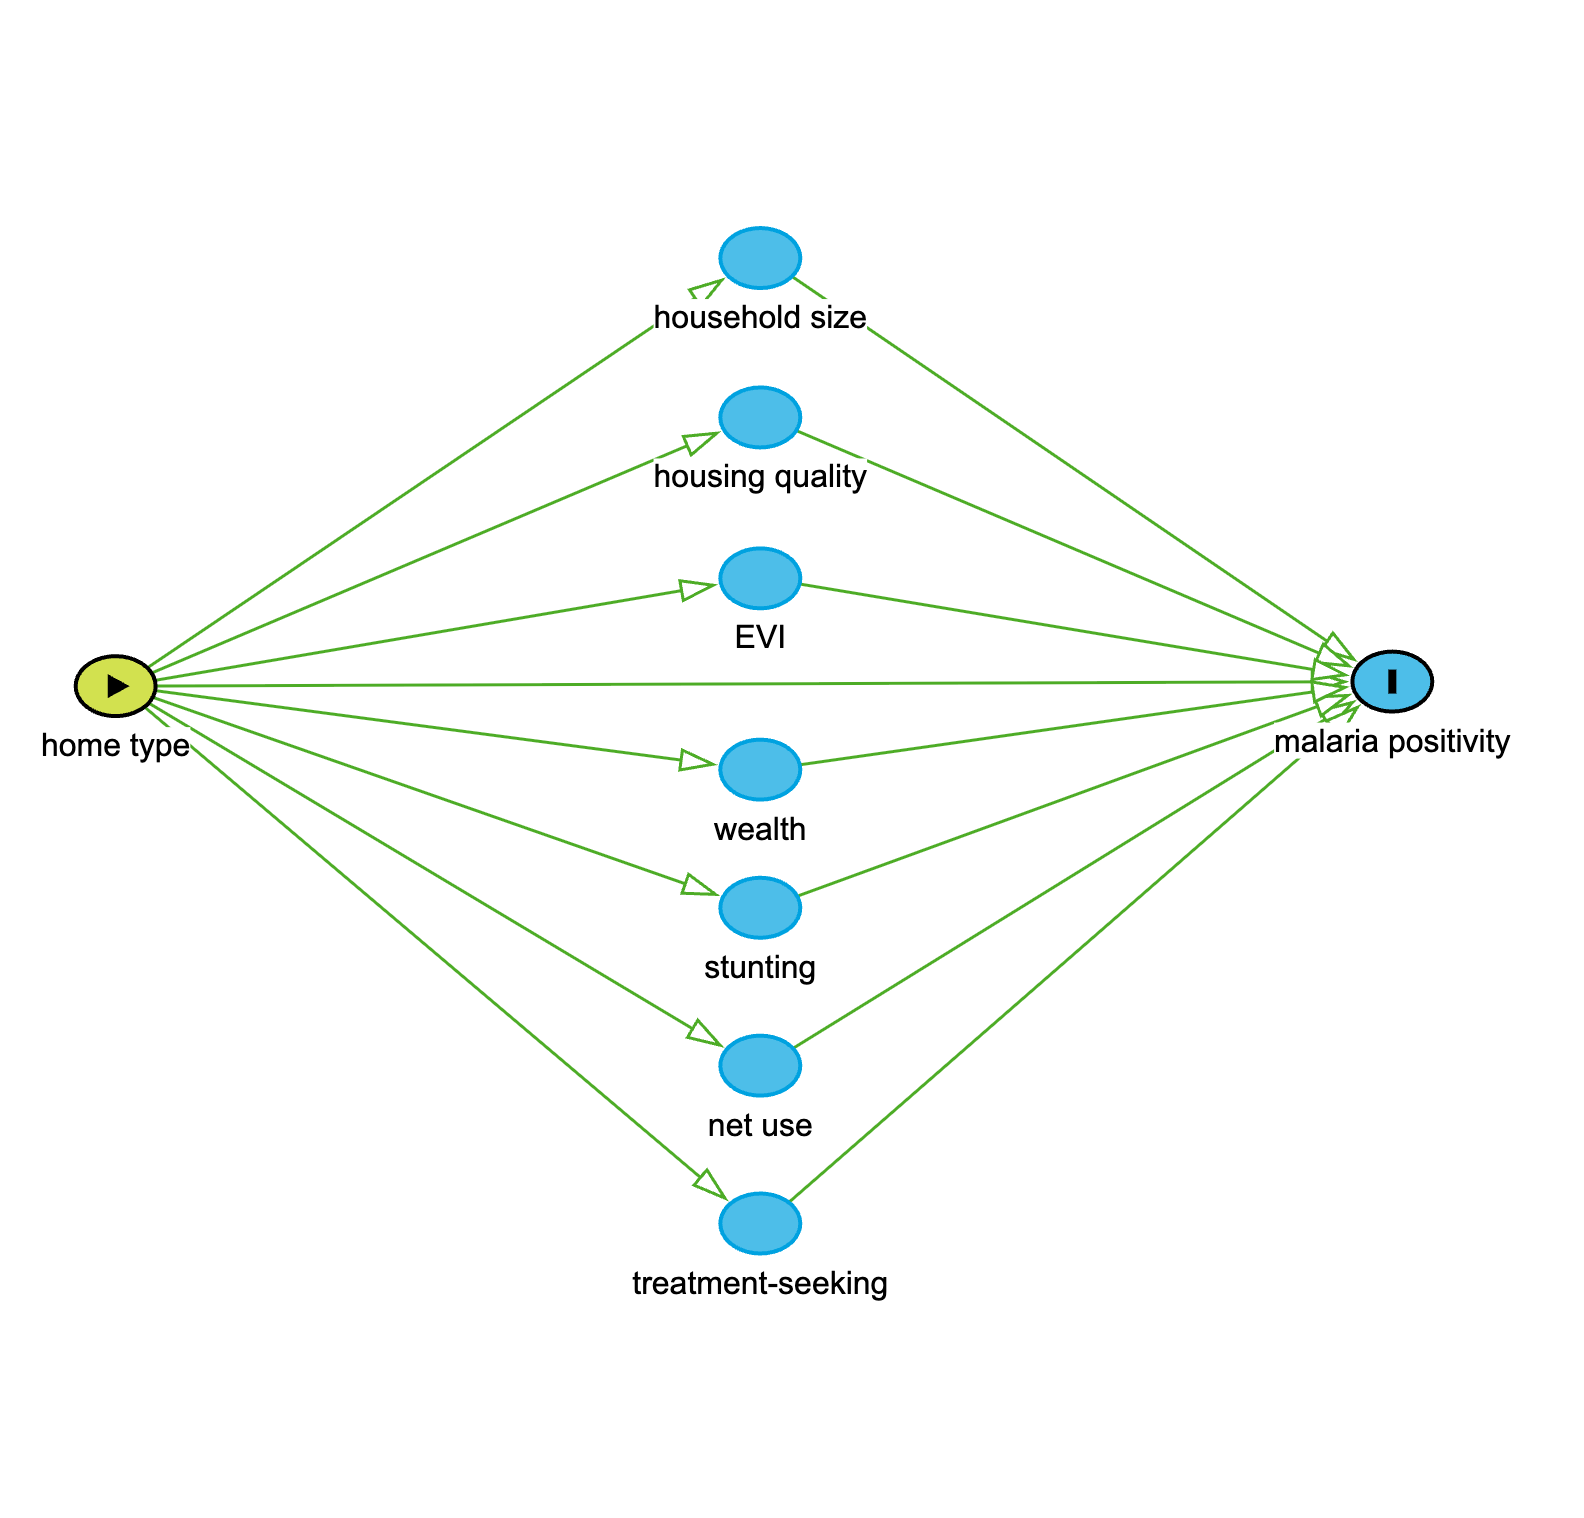 household size
housing quality
EVI
home type
malaria positivity
wealth
stunting
net use
treatment-seeking